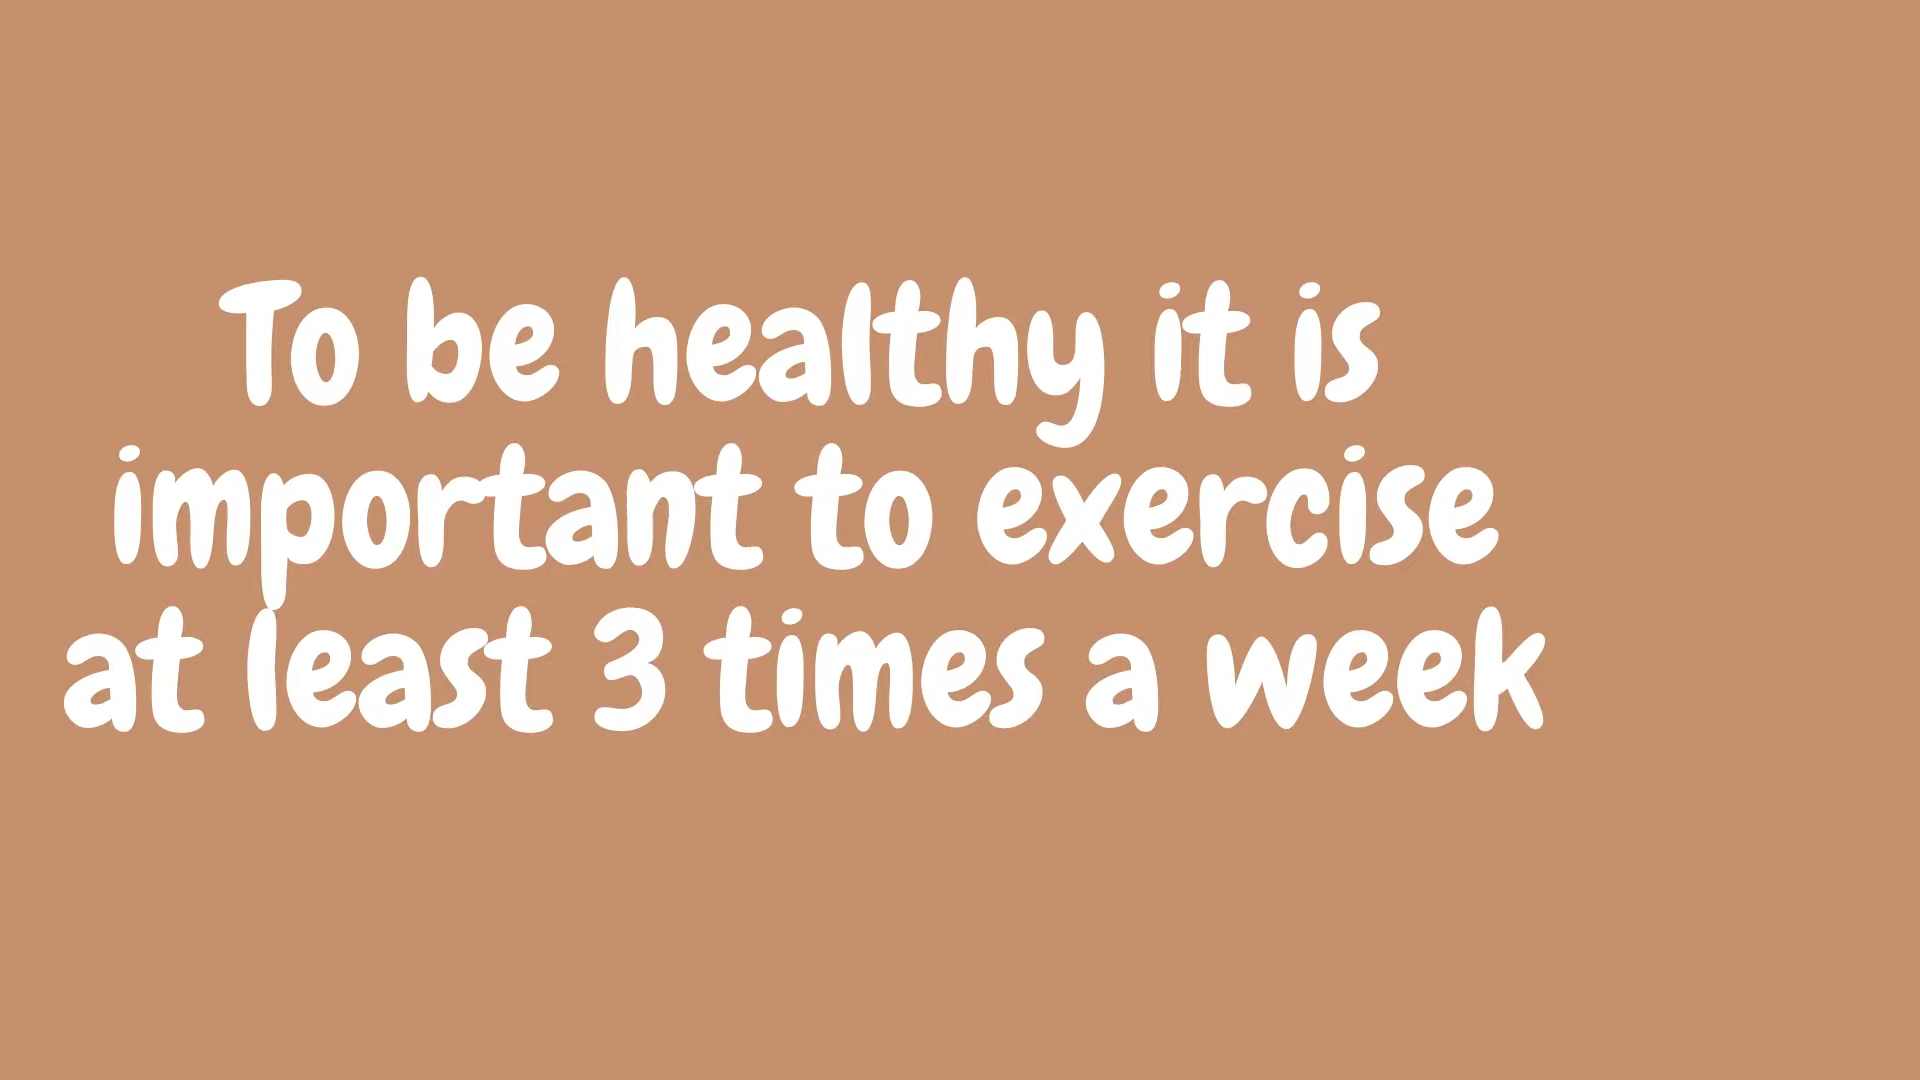 To be healthy it is
important to exercise
at least 3 times a week